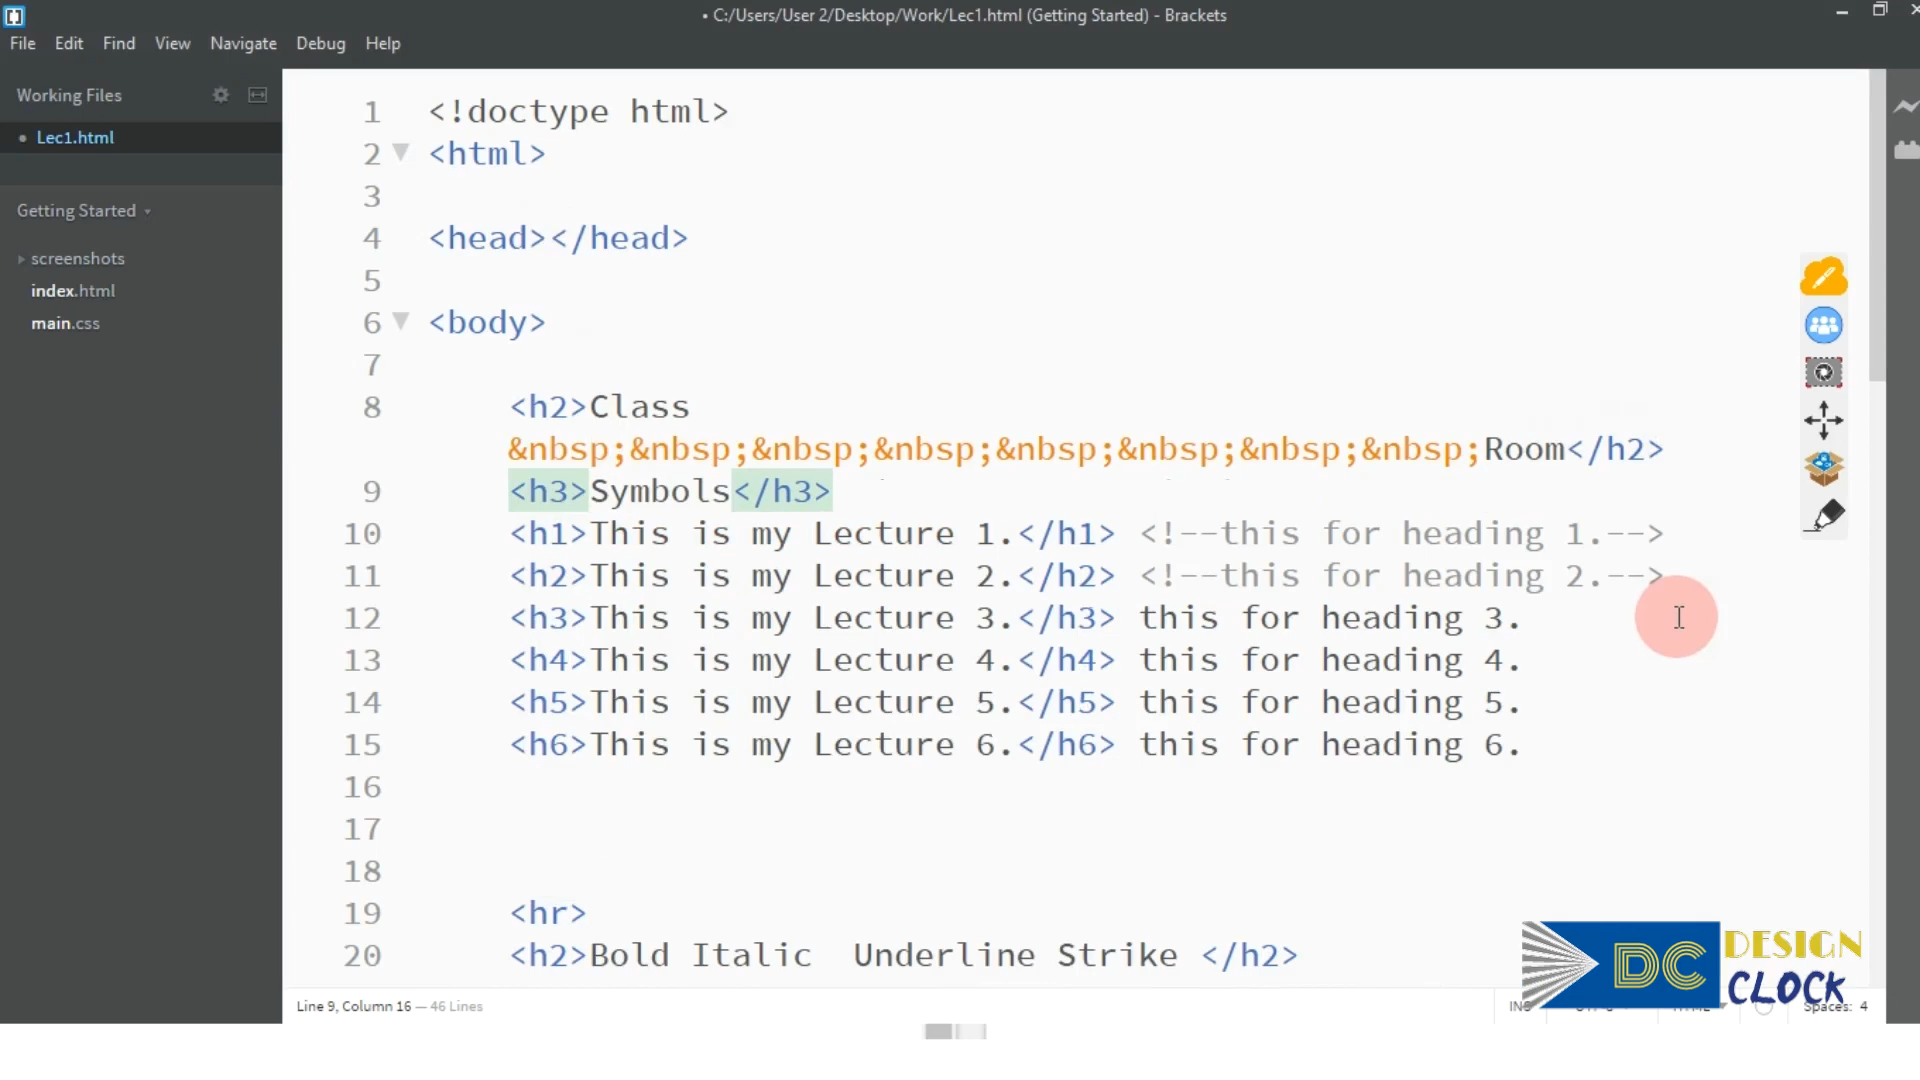 • C:/Users/User 2/Desktop/Work/Lec1.html (Getting Started) - Brackets
File Edit Find View Navigate Debug Help
Working Files
• Lec1.html
Getting Started
screenshots
index.html
main.css
1 <!doctype html>
2 <html>
3
4 <head></head>
5
6 <body>
7
8 <h2>Class
&nbsp;&nbsp;&nbsp;&nbsp;&nbsp;&nbsp;&nbsp;&nbsp;Room</h2>
9 <h3>Symbols</h3>
10 <h1>This is my Lecture 1.</h1> <!--this for heading 1.-->
11 <h2>This is my Lecture 2.</h2> <!--this for heading 2.-->
12 <h3>This is my Lecture 3.</h3> this for heading 3.
13 <h4>This is my Lecture 4.</h4> this for heading 4.
14 <h5>This is my Lecture 5.</h5> this for heading 5.
15 <h6>This is my Lecture 6.</h6> this for heading 6.
16
17
18
19 <hr>
20 <h2>Bold Italic  Underline Strike </h2>
DC DESIGN
CLOCK
Line 9, Column 16 — 46 Lines
INS
Spaces: 4